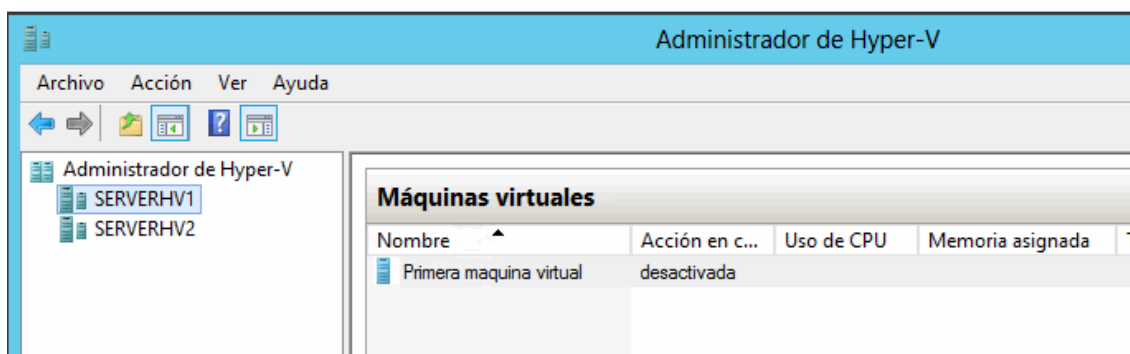 Administrador de Hyper-V
Archivo Acción Ver Ayuda
Administrador de Hyper-V
SERVERHV1
SERVERHV2
Máquinas virtuales
Nombre Acción en c... Uso de CPU Memoria asignada
Primera maquina virtual desactivada